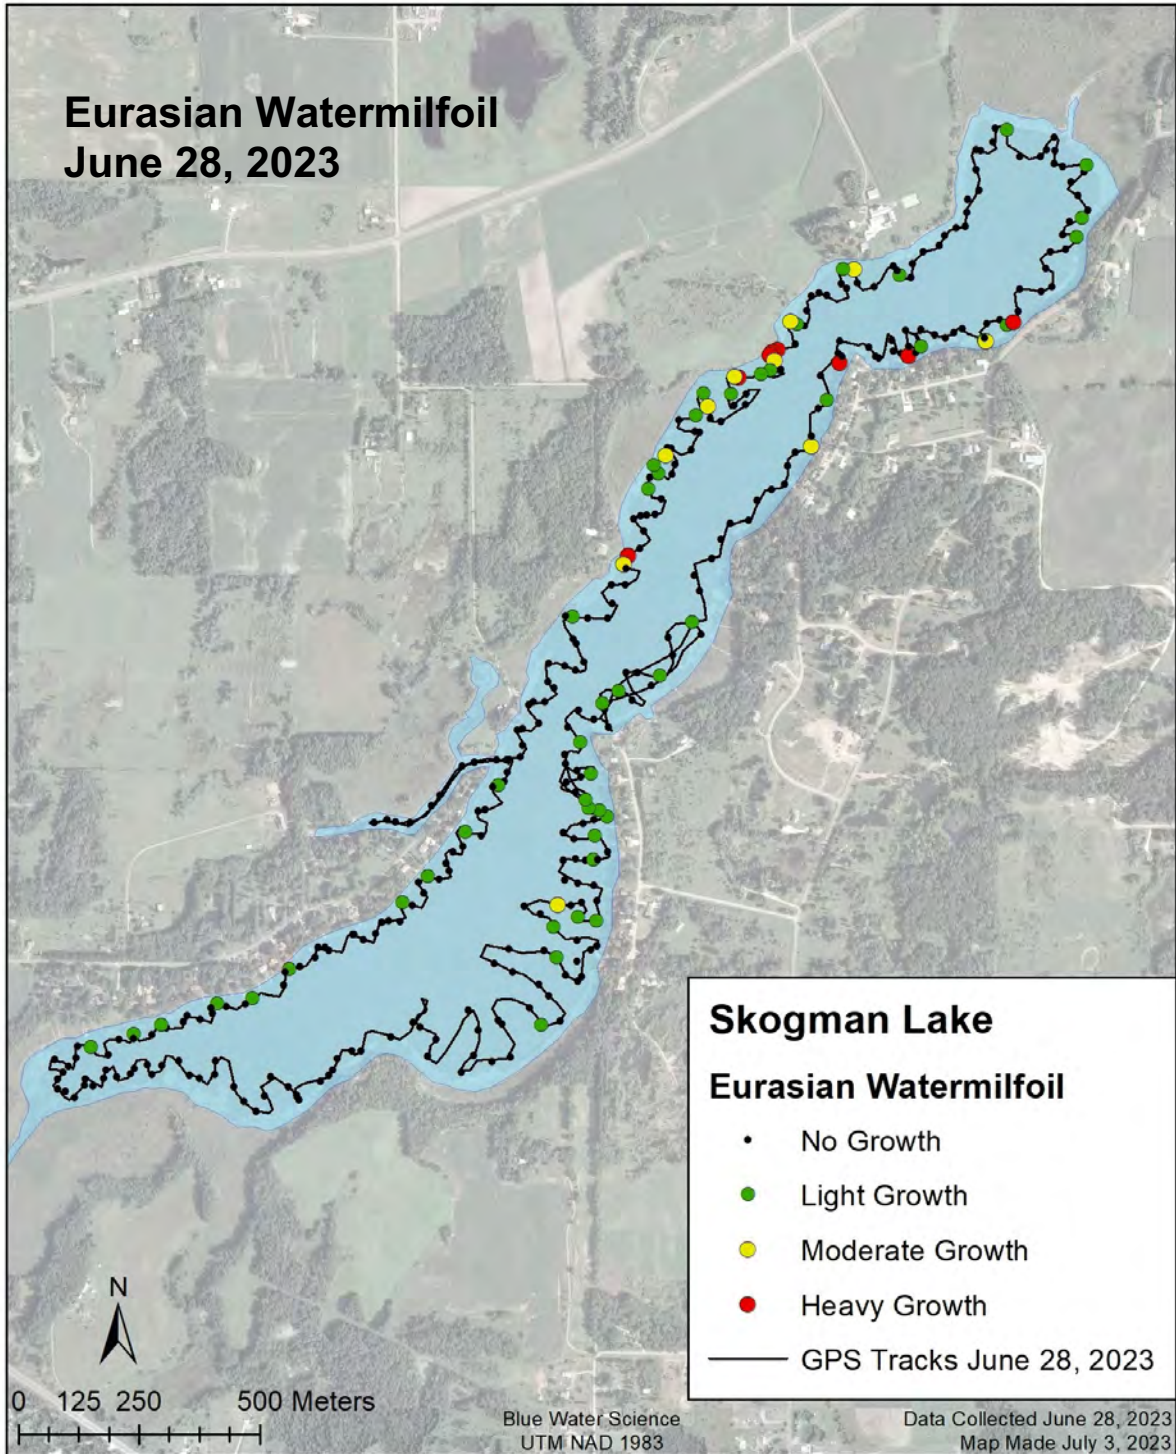 Eurasian Watermilfoil
June 28, 2023
Skogman Lake
Eurasian Watermilfoil
No Growth
Light Growth
Moderate Growth
Heavy Growth
GPS Tracks June 28, 2023
N
0 125 250 500 Meters
Blue Water Science
UTM NAD 1983
Data Collected June 28, 2023
Map Made July 3, 2023